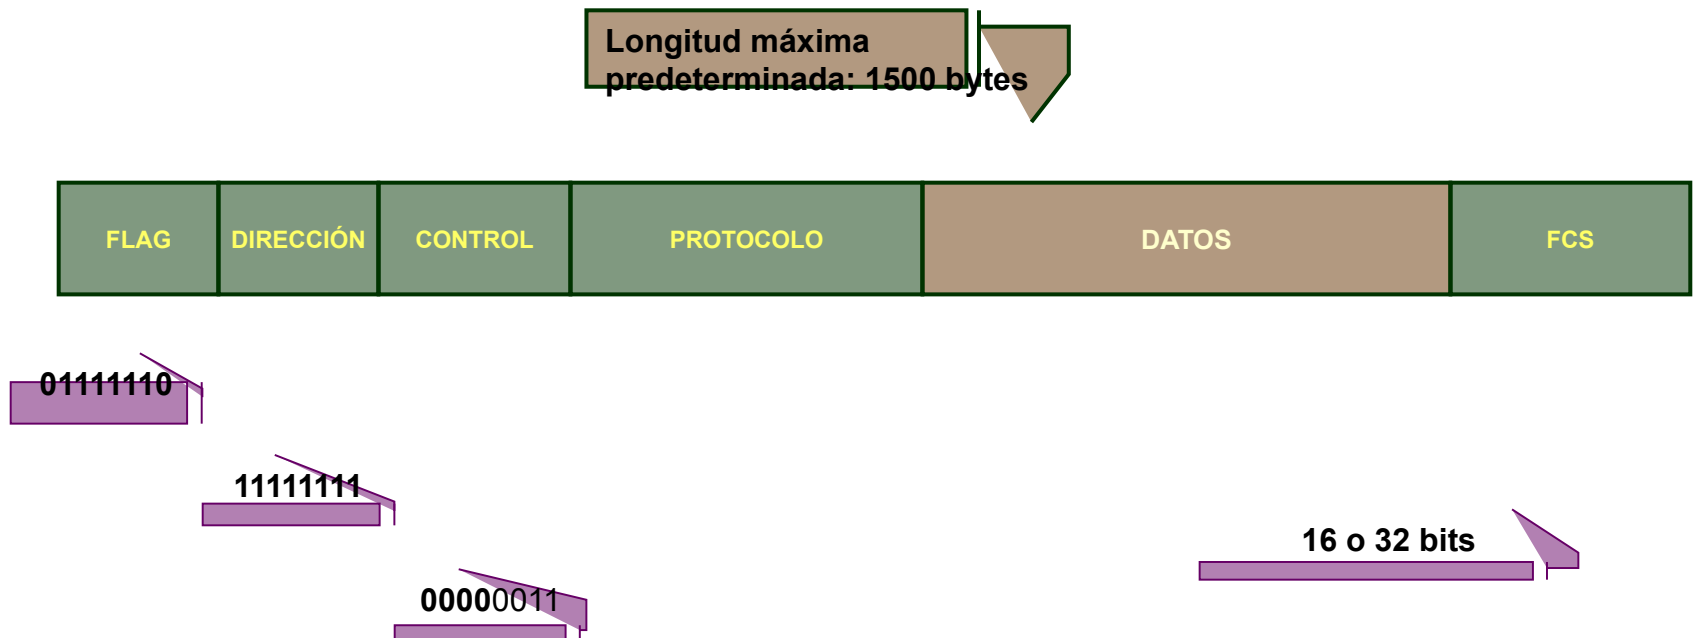 Longitud máxima
predeterminada: 1500 bytes
FLAG DIRECCIÓN CONTROL PROTOCOLO DATOS FCS
01111110
11111111
16 o 32 bits
00000011